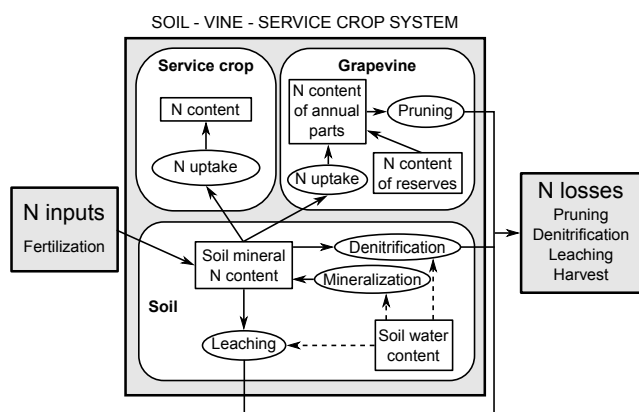 SOIL - VINE - SERVICE CROP SYSTEM
Service crop
N content
N uptake
Grapevine
N content
of annual
parts
Pruning
N uptake
N content
of reserves
N inputs
Fertilization
Soil mineral
N content
Denitrification
Mineralization
Soil
Leaching
Soil water
content
N losses
Pruning
Denitrification
Leaching
Harvest